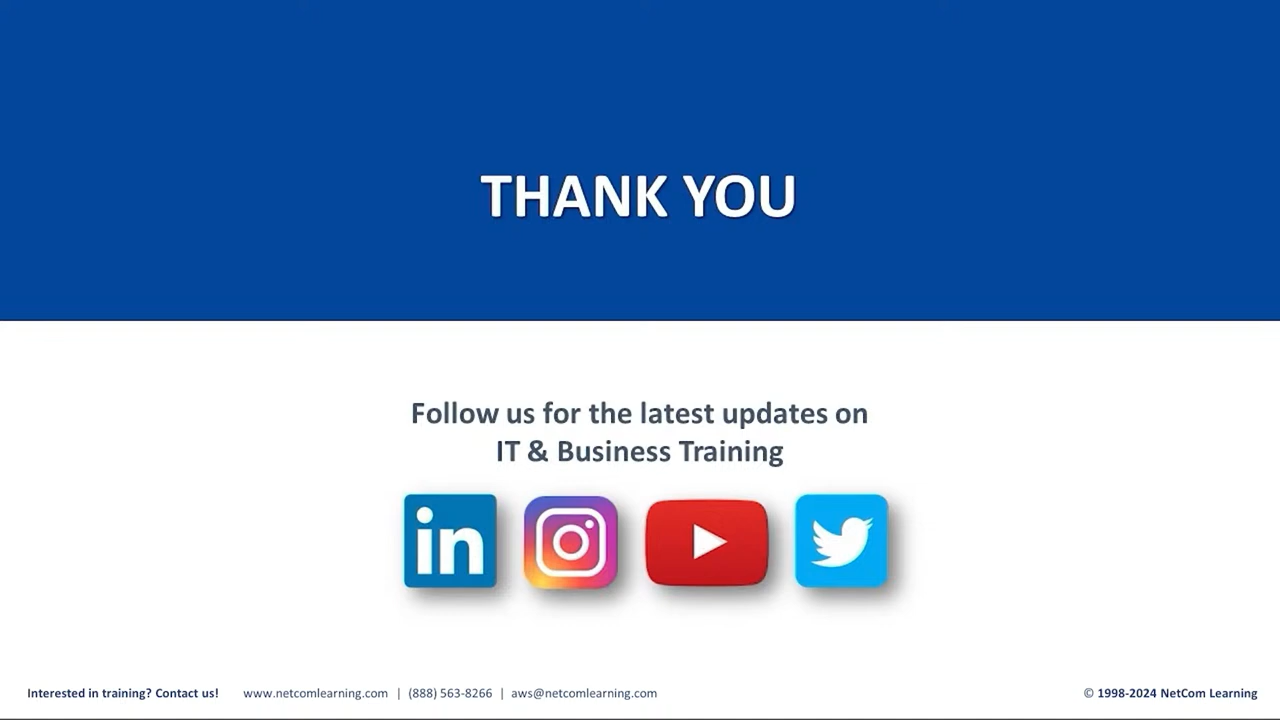 THANK YOU
Follow us for the latest updates on
IT & Business Training
in
Interested in training? Contact us! www.netcomlearning.com | (888) 563-8266 | aws@netcomlearning.com
© 1998-2024 NetCom Learning